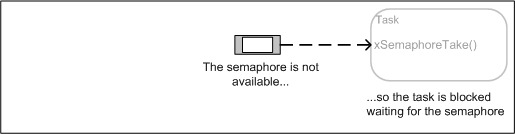 Task
xSemaphoreTake()
The semaphore is not
available...
...so the task is blocked
waiting for the semaphore